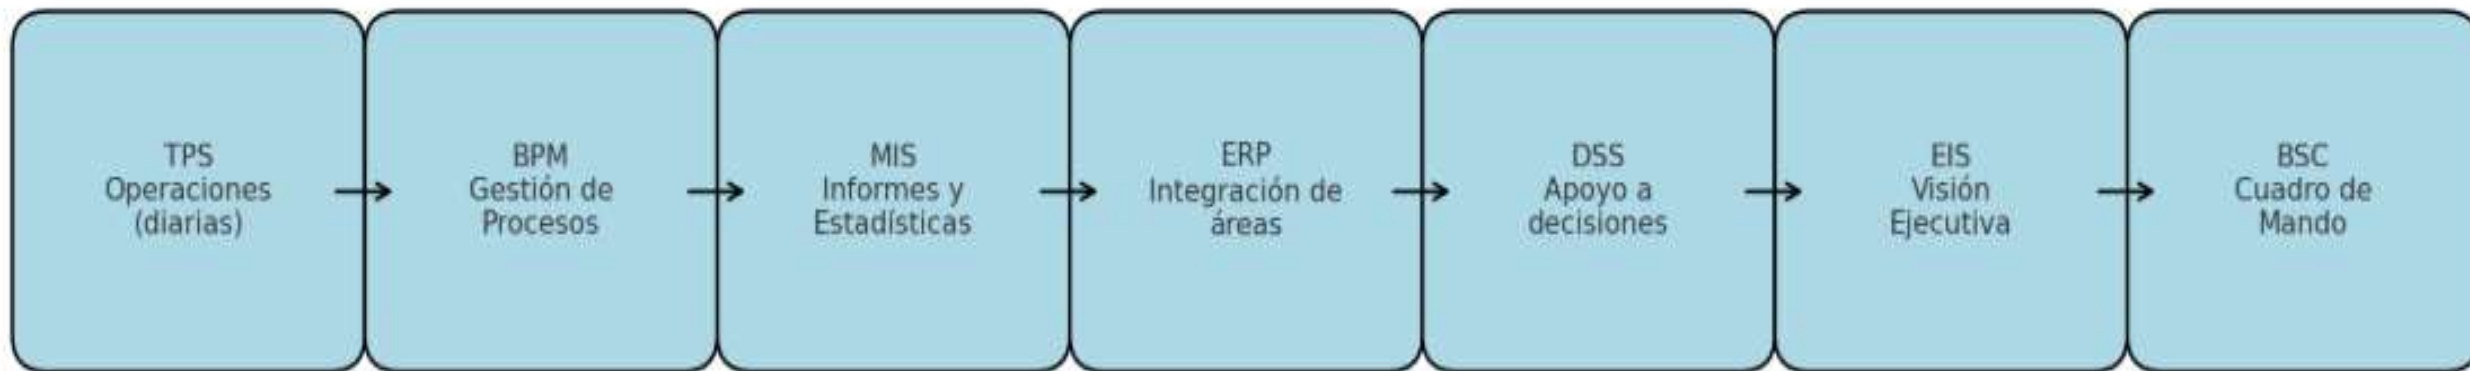 TPS
Operaciones
(diarias)
BPM
Gestión de
Procesos
MIS
Informes y
Estadísticas
ERP
Integración de
áreas
DSS
Apoyo a
decisiones
EIS
Visión
Ejecutiva
BSC
Cuadro de
Mando